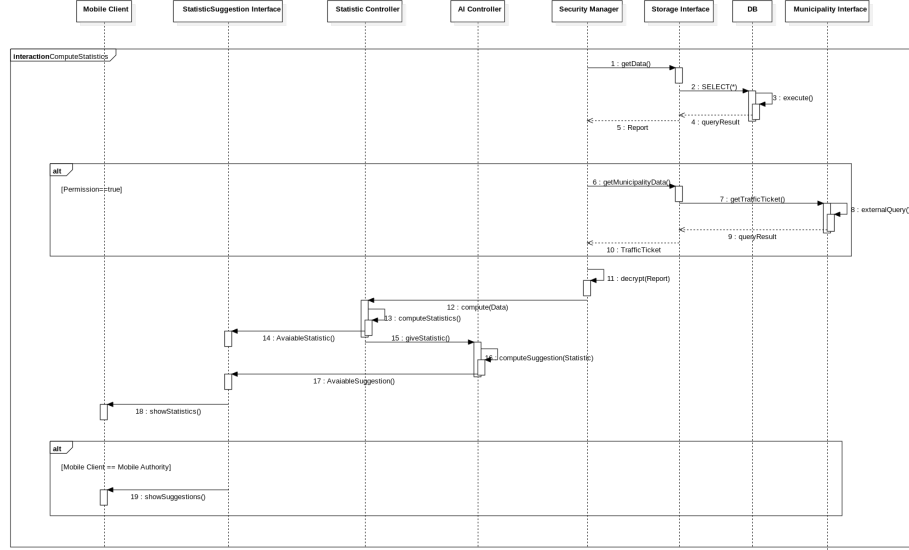 Mobile Client
StatisticSuggestion Interface
Statistic Controller
AI Controller
Security Manager
Storage Interface
DB
Municipality Interface
interactionComputeStatistics
1 : getData()
2 : SELECT(*)
3 : execute()
4 : queryResult
5 : Report
alt
[Permission==true]
6 : getMunicipalityData()
7 : getTrafficTicket()
8 : externalQuery()
9 : queryResult
10 : TrafficTicket
11 : decrypt(Report)
12 : compute(Data)
13 : computeStatistics()
14 : AvaiableStatistic()
15 : giveStatistic()
16 : computeSuggestion(Statistic)
17 : AvaiableSuggestion()
18 : showStatistics()
alt
[Mobile Client == Mobile Authority]
19 : showSuggestions()